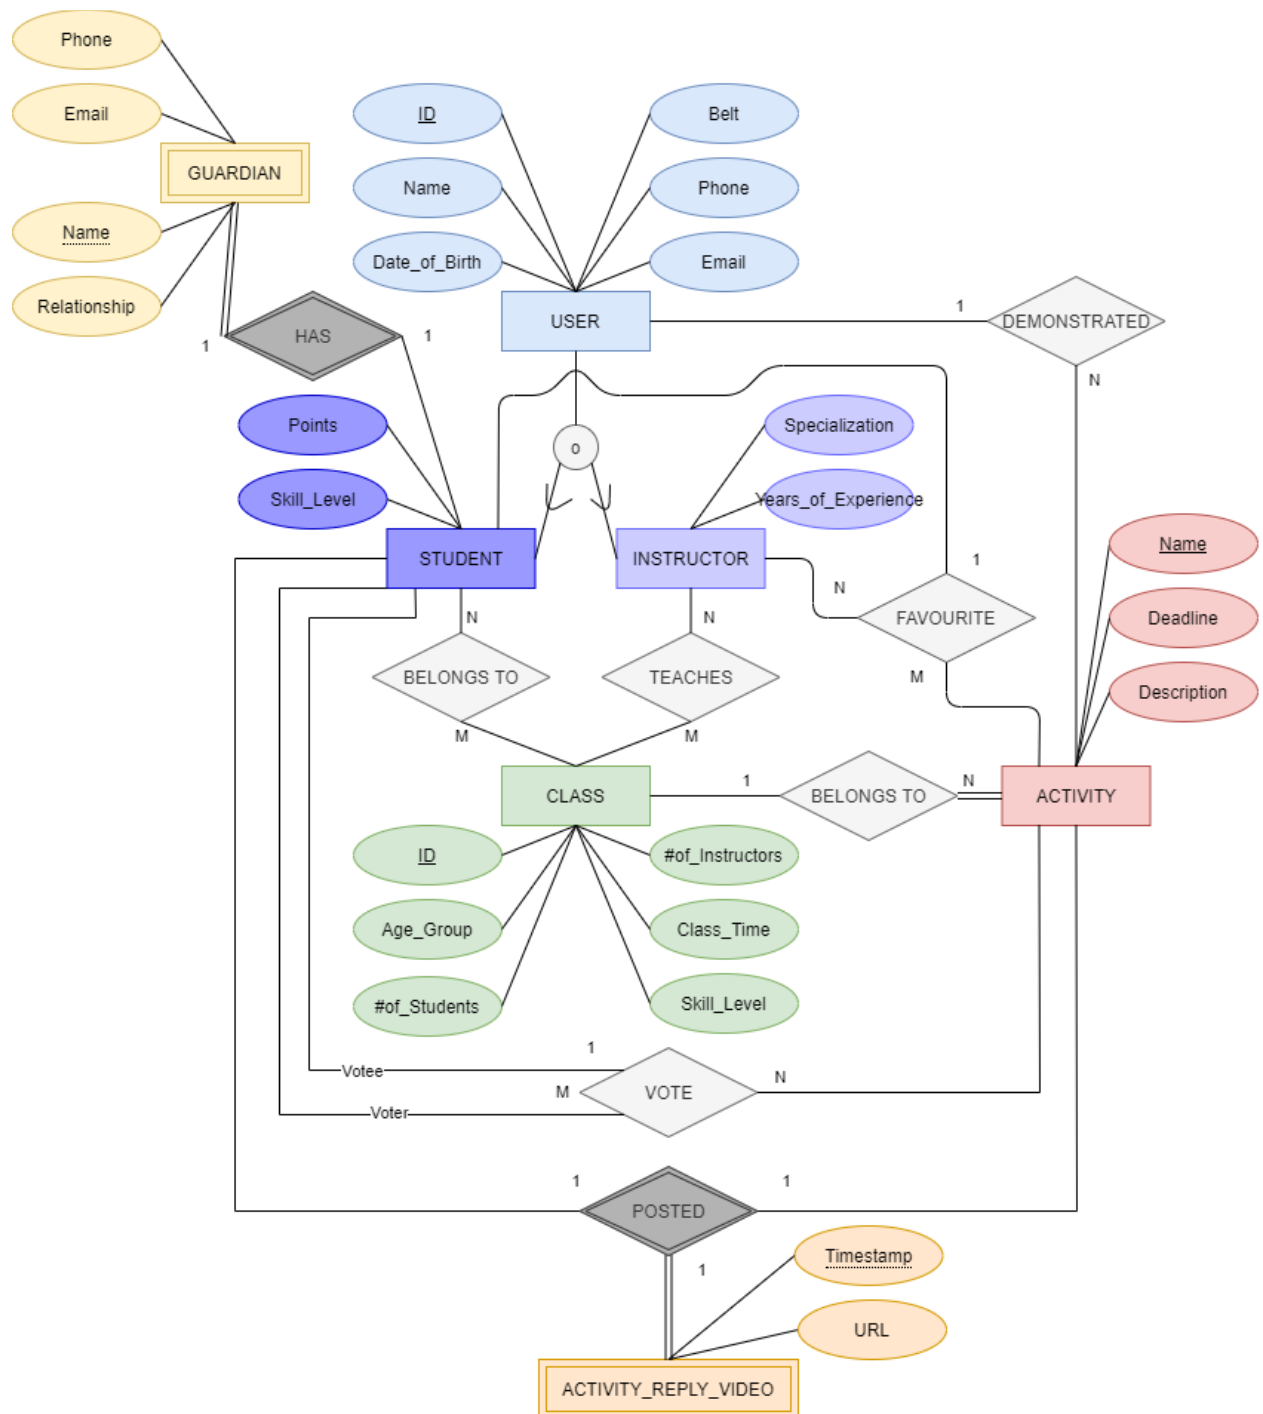 Phone
Email
GUARDIAN
Name
Relationship
HAS
1
1
ID
Name
Date_of_Birth
Belt
Phone
Email
USER
1
DEMONSTRATED
N
o
Points
Skill_Level
STUDENT
Specialization
Years_of_Experience
INSTRUCTOR
N
1
FAVOURITE
M
Name
Deadline
Description
N
BELONGS TO
M
N
TEACHES
M
CLASS
1
BELONGS TO
N
ACTIVITY
ID
Age_Group
#of_Students
#of_Instructors
Class_Time
Skill_Level
1
Votee
M
Voter
VOTE
N
1
POSTED
1
1
Timestamp
URL
ACTIVITY_REPLY_VIDEO